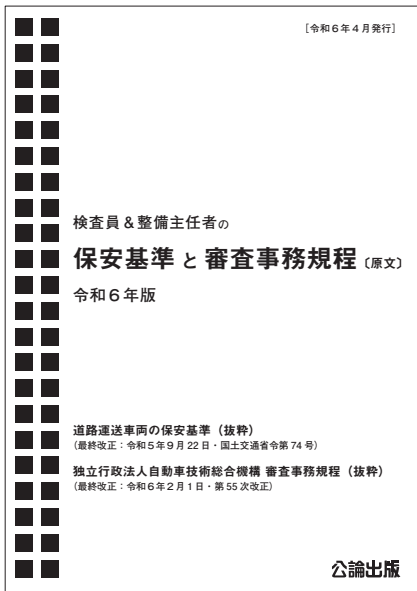 ［令和６年４月発行］
検査員＆整備主任者の
保安基準と審査事務規程〔原文〕
令和６年版
道路運送車両の保安基準（抜粋）
（最終改正：令和５年９月22日・国土交通省令第74号）
独立行政法人自動車技術総合機構 審査事務規程（抜粋）
（最終改正：令和６年２月１日・第55次改正）
公論出版